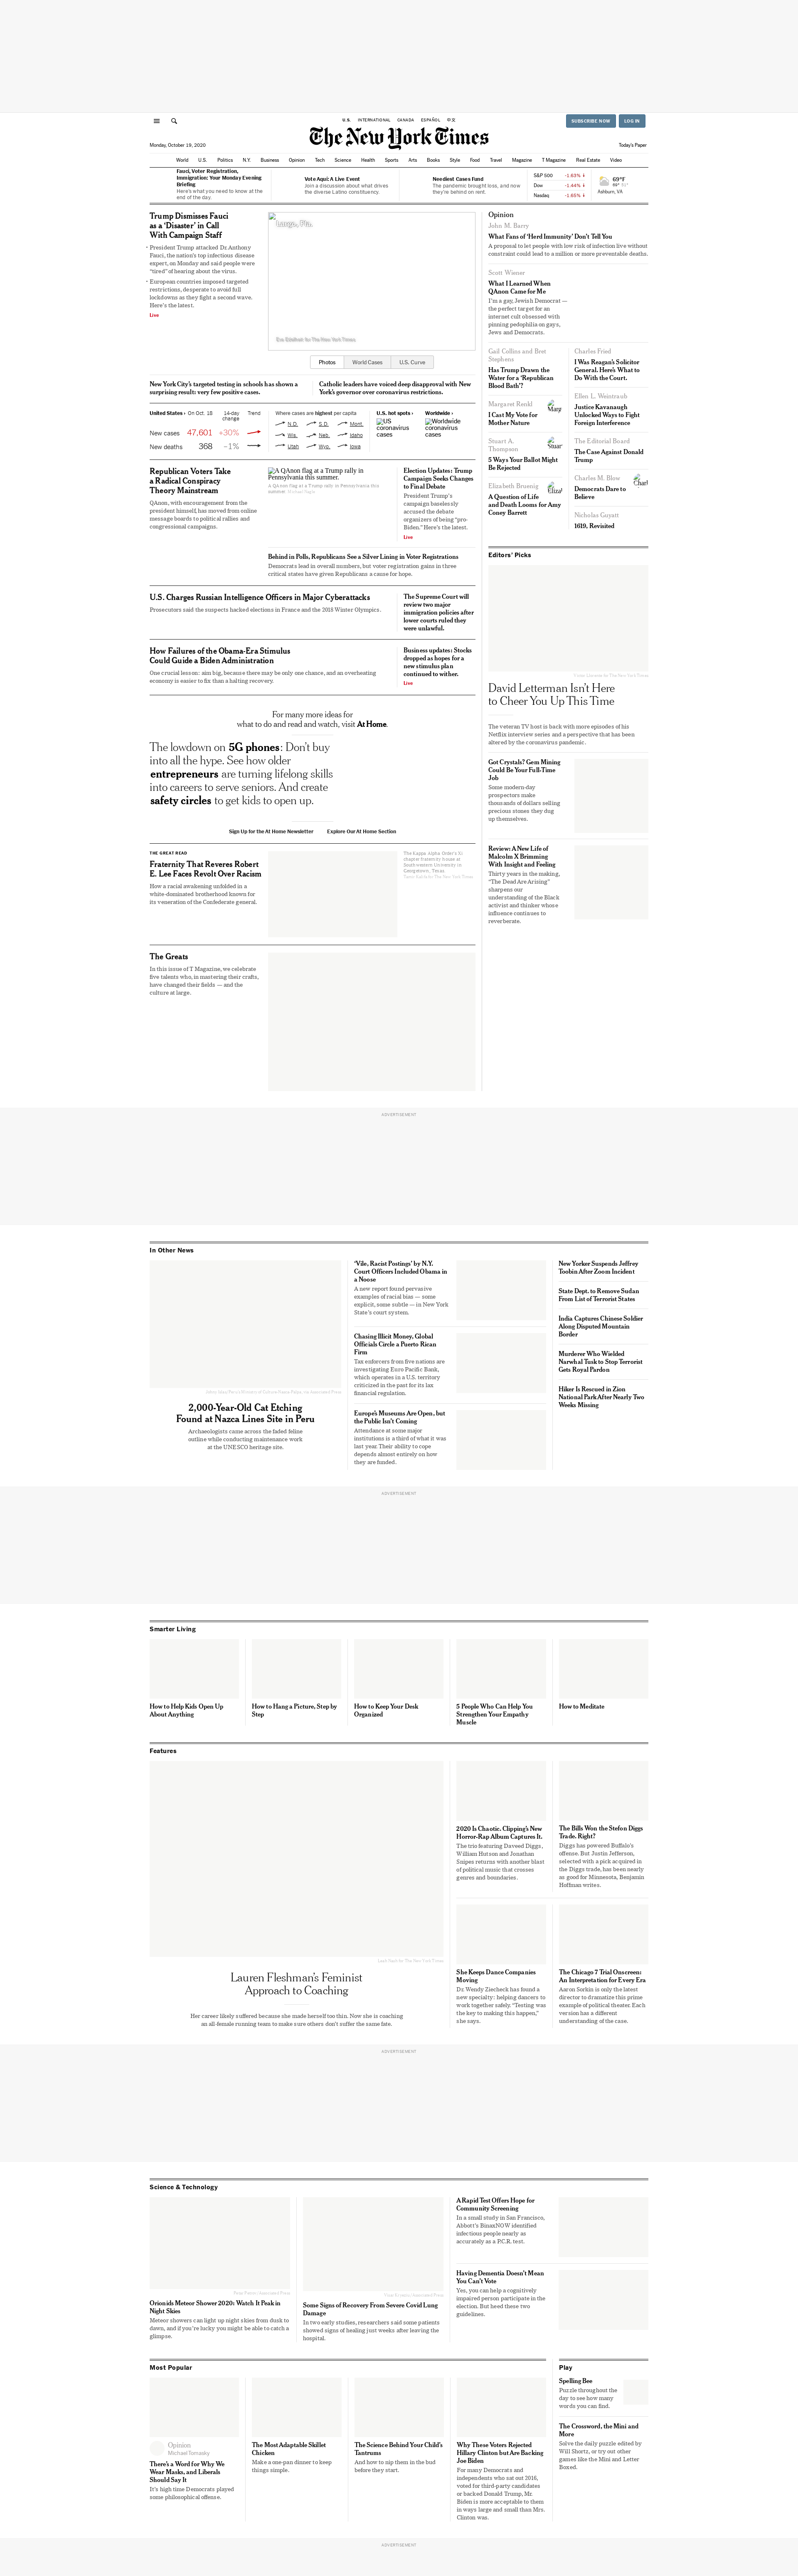 U.S. INTERNATIONAL CANADA ESPAÑOL 中文
SUBSCRIBE NOW LOG IN
The New York Times
Monday, October 19, 2020
Today's Paper
World U.S. Politics N.Y. Business Opinion Tech Science Health Sports Arts Books Style Food Travel Magazine T Magazine Real Estate Video
Fauci, Voter Registration,
Immigration: Your Monday Evening
Briefing
Here's what you need to know at the
end of the day.
Vote Aquí: A Live Event
Join a discussion about what drives
the diverse Latino constituency.
Neediest Cases Fund
The pandemic brought loss, and now
they're behind on rent.
S&P 500 -1.63% ↓
Dow -1.44% ↓
Nasdaq -1.65% ↓
69°F
Ashburn, VA
Trump Dismisses Fauci
as a 'Disaster' in Call
With Campaign Staff
• President Trump attacked Dr. Anthony
Fauci, the nation's top infectious disease
expert, on Monday and said people were
"tired" of hearing about the virus.
• European countries imposed targeted
restrictions, desperate to avoid full
lockdowns as they fight a second wave.
Here's the latest.
Live
Largo, Fla.
Eve Edelheit for The New York Times
Photos World Cases U.S. Curve
New York City's targeted testing in schools has shown a
surprising result: very few positive cases.
Catholic leaders have voiced deep disapproval with New
York's governor over coronavirus restrictions.
United States › On Oct. 18 14-day
change Trend
New cases 47,601 +30%
New deaths 368 –1%
Where cases are highest per capita
N.D. S.D. Mont.
Wis. Neb. Idaho
Utah Wyo. Iowa
U.S. hot spots ›
US
coronavirus
cases
Worldwide ›
Worldwide
coronavirus
cases
Republican Voters Take
a Radical Conspiracy
Theory Mainstream
QAnon, with encouragement from the
president himself, has moved from online
message boards to political rallies and
congressional campaigns.
A QAnon flag at a Trump rally in
Pennsylvania this summer.
A QAnon flag at a Trump rally in Pennsylvania this
summer.
Election Updates: Trump
Campaign Seeks Changes
to Final Debate
President Trump's
campaign baselessly
accused the debate
organizers of being "pro-
Biden." Here's the latest.
Live
Behind in Polls, Republicans See a Silver Lining in Voter Registrations
Democrats lead in overall numbers, but voter registration gains in three
critical states have given Republicans a cause for hope.
U.S. Charges Russian Intelligence Officers in Major Cyberattacks
Prosecutors said the suspects hacked elections in France and the 2018 Winter Olympics.
The Supreme Court will
review two major
immigration policies after
lower courts ruled they
were unlawful.
How Failures of the Obama-Era Stimulus
Could Guide a Biden Administration
One crucial lesson: aim big, because there may be only one chance, and an overheating
economy is easier to fix than a halting recovery.
Business updates: Stocks
dropped as hopes for a
new stimulus plan
continued to wither.
Live
For many more ideas for
what to do and read and watch, visit At Home.
The lowdown on 5G phones: Don't buy
into all the hype. See how older
entrepreneurs are turning lifelong skills
into careers to serve seniors. And create
safety circles to get kids to open up.
Sign Up for the At Home Newsletter Explore Our At Home Section
THE GREAT READ
Fraternity That Reveres Robert
E. Lee Faces Revolt Over Racism
How a racial awakening unfolded in a
white-dominated brotherhood known for
its veneration of the Confederate general.
The Kappa Alpha Order's Xi
chapter fraternity house at
Southwestern University in
Georgetown, Texas.
The Greats
In this issue of T Magazine, we celebrate
five talents who, in mastering their crafts,
have changed their fields — and the
culture at large.
Opinion
John M. Barry
What Fans of 'Herd Immunity' Don't Tell You
A proposal to let people with low risk of infection live without
constraint could lead to a million or more preventable deaths.
Scott Wiener
What I Learned When
QAnon Came for Me
I'm a gay, Jewish Democrat —
the perfect target for an
internet cult obsessed with
pinning pedophilia on gays,
Jews and Democrats.
Gail Collins and Bret
Stephens
Has Trump Drawn the
Water for a 'Republican
Blood Bath'?
Margaret Renkl
Marg
I Cast My Vote for
Mother Nature
Stuart A.
Thompson
Stuar
5 Ways Your Ballot Might
Be Rejected
Elizabeth Bruenig
Eliza
A Question of Life
and Death Looms for Amy
Coney Barrett
Charles Fried
I Was Reagan's Solicitor
General. Here's What to
Do With the Court.
Ellen L. Weintraub
Justice Kavanaugh
Unlocked Ways to Fight
Foreign Interference
The Editorial Board
The Case Against Donald
Trump
Charles M. Blow
Charl
Democrats Dare to
Believe
Nicholas Guyatt
1619, Revisited
Editors' Picks
David Letterman Isn't Here
to Cheer You Up This Time
The veteran TV host is back with more episodes of his
Netflix interview series and a perspective that has been
altered by the coronavirus pandemic.
Got Crystals? Gem Mining
Could Be Your Full-Time
Job
Some modern-day
prospectors make
thousands of dollars selling
precious stones they dug
up themselves.
Review: A New Life of
Malcolm X Brimming
With Insight and Feeling
Thirty years in the making,
"The Dead Are Arising"
sharpens our
understanding of the Black
activist and thinker whose
influence continues to
reverberate.
ADVERTISEMENT
In Other News
2,000-Year-Old Cat Etching
Found at Nazca Lines Site in Peru
Archaeologists came across the faded feline
outline while conducting maintenance work
at the UNESCO heritage site.
'Vile, Racist Postings' by N.Y.
Court Officers Included Obama in
a Noose
A new report found pervasive
examples of racial bias — some
explicit, some subtle — in New York
State's court system.
Chasing Illicit Money, Global
Officials Circle a Puerto Rican
Firm
Tax enforcers from five nations are
investigating Euro Pacific Bank,
which operates in a U.S. territory
criticized in the past for its lax
financial regulation.
Europe's Museums Are Open, but
the Public Isn't Coming
Attendance at some major
institutions is a third of what it was
last year. Their ability to cope
depends almost entirely on how
they are funded.
New Yorker Suspends Jeffrey
Toobin After Zoom Incident
State Dept. to Remove Sudan
From List of Terrorist States
India Captures Chinese Soldier
Along Disputed Mountain
Border
Murderer Who Wielded
Narwhal Tusk to Stop Terrorist
Gets Royal Pardon
Hiker Is Rescued in Zion
National Park After Nearly Two
Weeks Missing
ADVERTISEMENT
Smarter Living
How to Help Kids Open Up
About Anything
How to Hang a Picture, Step by
Step
How to Keep Your Desk
Organized
5 People Who Can Help You
Strengthen Your Empathy
Muscle
How to Meditate
Features
Lauren Fleshman's Feminist
Approach to Coaching
Her career likely suffered because she made herself too thin. Now she is coaching
an all-female running team to make sure others don't suffer the same fate.
2020 Is Chaotic. Clipping's New
Horror-Rap Album Captures It.
The trio featuring Daveed Diggs,
William Hutson and Jonathan
Snipes returns with another blast
of political music that crosses
genres and boundaries.
The Bills Won the Stefon Diggs
Trade. Right?
Diggs has powered Buffalo's
offense. But Justin Jefferson,
selected with a pick acquired in
the Diggs trade, has been nearly
as good for Minnesota, Benjamin
Hoffman writes.
She Keeps Dance Companies
Moving
Dr. Wendy Ziecheck has found a
new specialty: helping dancers to
work together safely. "Testing was
the key to making this happen,"
she says.
The Chicago 7 Trial Onscreen:
An Interpretation for Every Era
Aaron Sorkin is only the latest
director to dramatize this prime
example of political theater. Each
version has a different
understanding of the case.
ADVERTISEMENT
Science & Technology
Orionids Meteor Shower 2020: Watch It Peak in
Night Skies
Meteor showers can light up night skies from dusk to
dawn, and if you're lucky you might be able to catch a
glimpse.
Some Signs of Recovery From Severe Covid Lung
Damage
In two early studies, researchers said some patients
showed signs of healing just weeks after leaving the
hospital.
A Rapid Test Offers Hope for
Community Screening
In a small study in San Francisco,
Abbott's BinaxNOW identified
infectious people nearly as
accurately as a P.C.R. test.
Having Dementia Doesn't Mean
You Can't Vote
Yes, you can help a cognitively
impaired person participate in the
election. But heed these two
guidelines.
Most Popular
Opinion
Michael Tomasky
There's a Word for Why We
Wear Masks, and Liberals
Should Say It
It's high time Democrats played
some philosophical offense.
The Most Adaptable Skillet
Chicken
Make a one-pan dinner to keep
things simple.
The Science Behind Your Child's
Tantrums
And how to nip them in the bud
before they start.
Why These Voters Rejected
Hillary Clinton but Are Backing
Joe Biden
For many Democrats and
independents who sat out 2016,
voted for third-party candidates
or backed Donald Trump, Mr.
Biden is more acceptable to them
in ways large and small than Mrs.
Clinton was.
Play
Spelling Bee
Puzzle throughout the
day to see how many
words you can find.
The Crossword, the Mini and
More
Solve the daily puzzle edited by
Will Shortz, or try out other
games like the Mini and Letter
Boxed.
ADVERTISEMENT